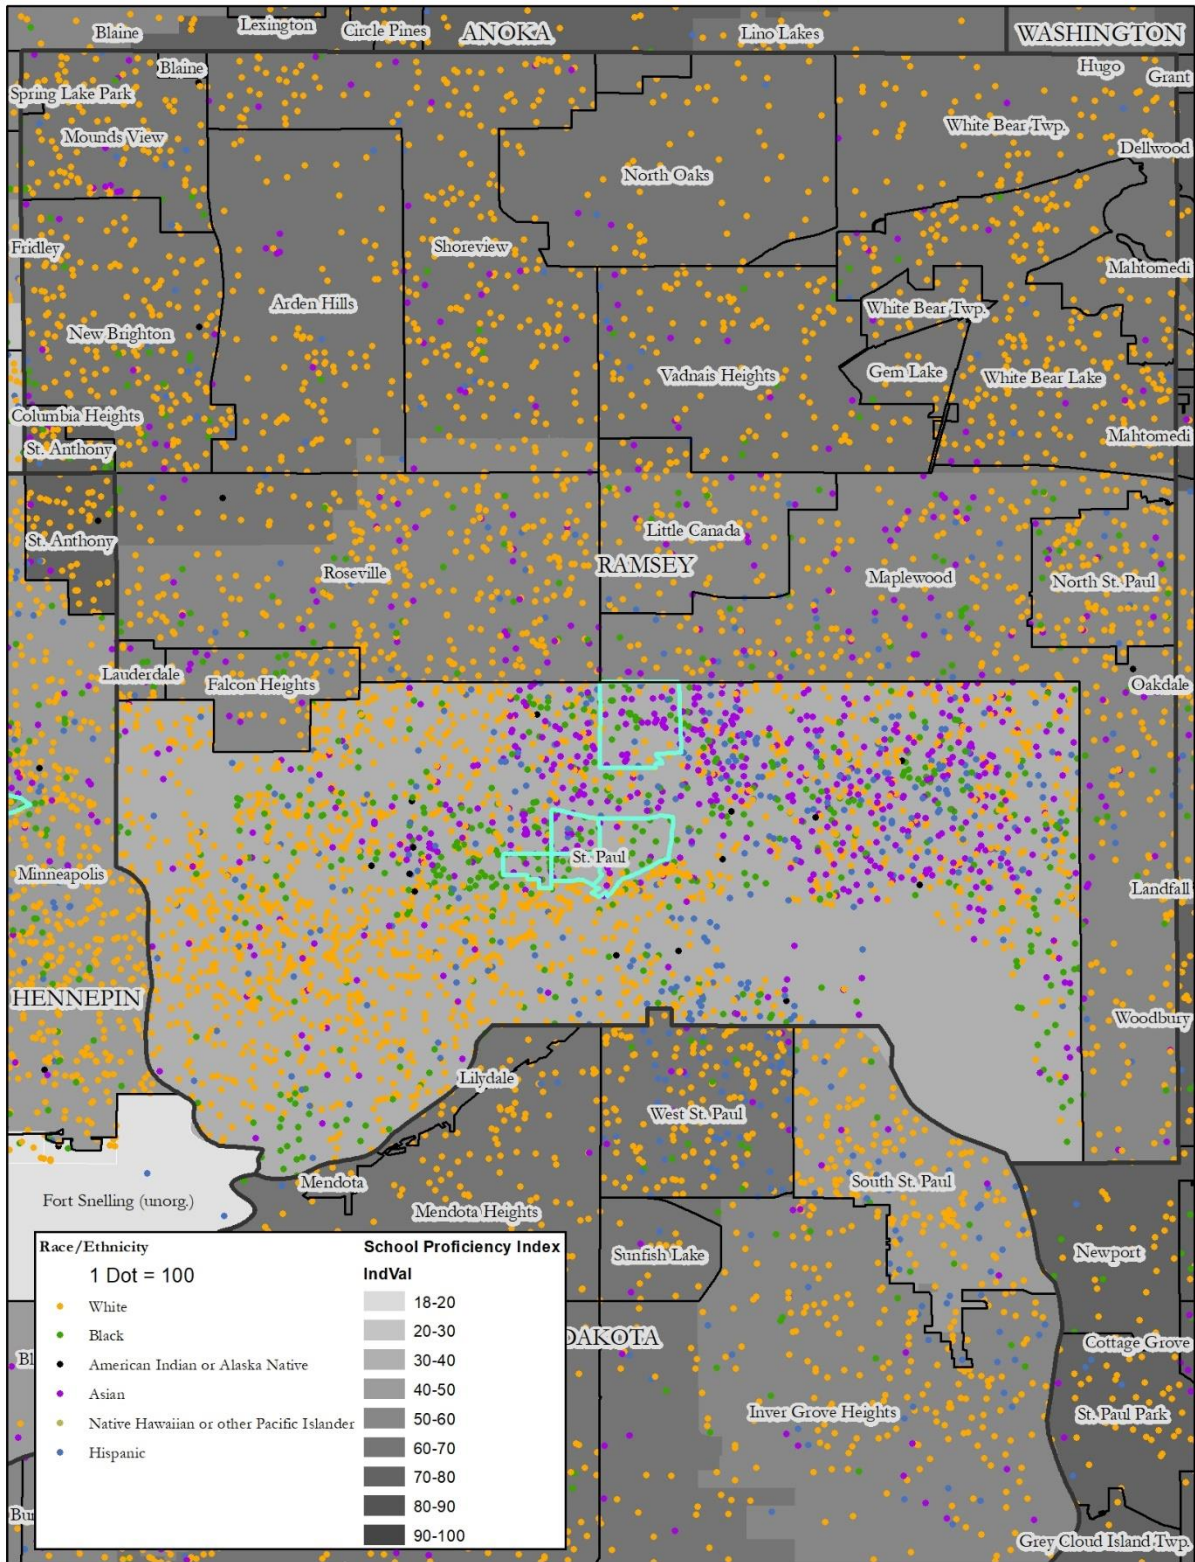 Blaine
Lexington
Circle Pines
ANOKA
Lino Lakes
WASHINGTON
Blaine
Hugo
Grant
Spring Lake Park
Mounds View
White Bear Twp.
Dellwood
North Oaks
Fridley
Shoreview
Mahtomedi
Arden Hills
White Bear Twp.
New Brighton
Vadnais Heights
Gem Lake
White Bear Lake
Columbia Heights
Mahtomedi
St. Anthony
St. Anthony
Little Canada
RAMSEY
Roseville
Maplewood
North St. Paul
Lauderdale
Falcon Heights
Oakdale
St. Paul
Minneapolis
Landfall
HENNEPIN
Woodbury
Lilydale
West St. Paul
Mendota
South St. Paul
Fort Snelling (unorg.)
Mendota Heights
Sunfish Lake
Newport
DAKOTA
Cottage Grove
Inver Grove Heights
St. Paul Park
Grey Cloud Island Twp.
Bl
Bu
Race/Ethnicity
1 Dot = 100
White
Black
American Indian or Alaska Native
Asian
Native Hawaiian or other Pacific Islander
Hispanic
School Proficiency Index
IndVal
18-20
20-30
30-40
40-50
50-60
60-70
70-80
80-90
90-100